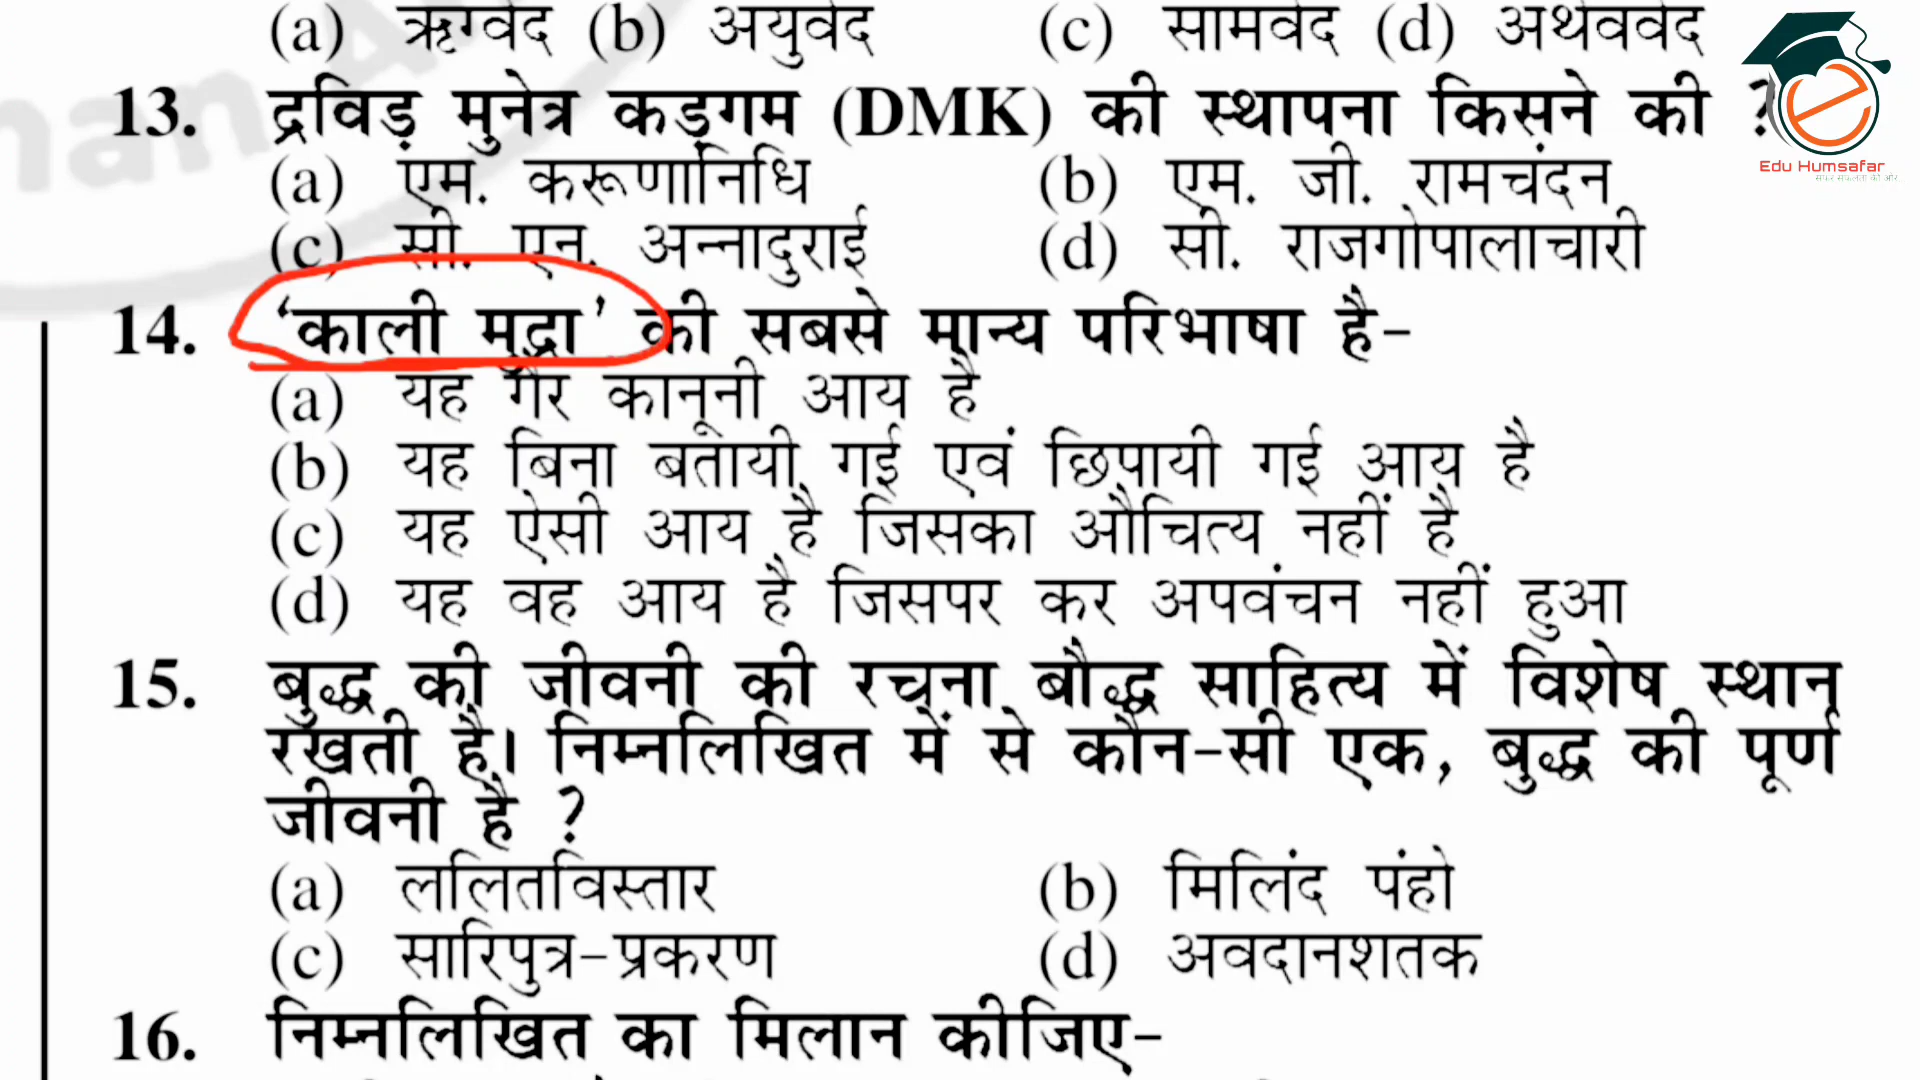 (a) ऋग्वेद (b) अयुर्वेद (c) सामवेद (d) अर्थववेद
13. द्रविड़ मुनेत्र कड़गम (DMK) की स्थापना किसने की ?
(a) एम. करूणानिधि (b) एम. जी. रामचंदन
(c) सी. एन. अन्नादुराई (d) सी. राजगोपालाचारी
14. ‘काली मुद्रा’ की सबसे मान्य परिभाषा है-
(a) यह गैर कानूनी आय है
(b) यह बिना बतायी गई एवं छिपायी गई आय है
(c) यह ऐसी आय है जिसका औचित्य नहीं है
(d) यह वह आय है जिसपर कर अपवंचन नहीं हुआ
15. बुद्ध की जीवनी की रचना बौद्ध साहित्य में विशेष स्थान
रखती है। निम्नलिखित में से कौन-सी एक, बुद्ध की पूर्ण
जीवनी है ?
(a) ललितविस्तार (b) मिलिंद पंहो
(c) सारिपुत्र-प्रकरण (d) अवदानशतक
16. निम्नलिखित का मिलान कीजिए-
Edu Humsafar